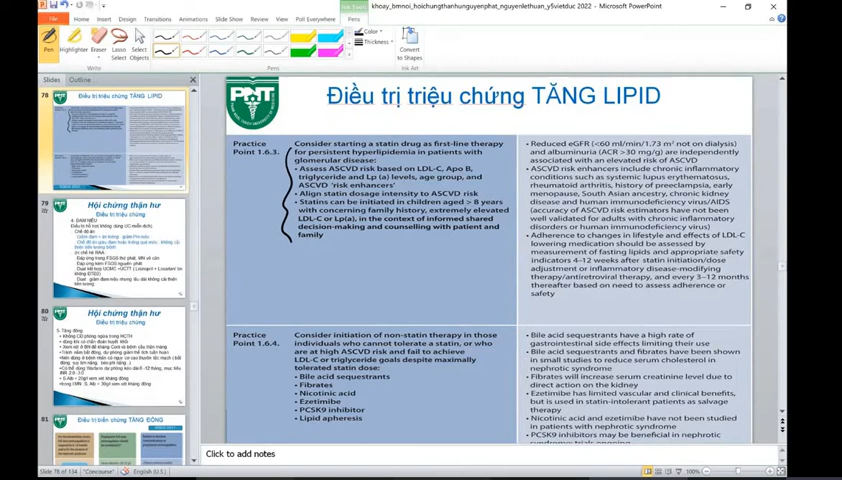 khoay_bmnoi_hoichungthanhunguyenphat_nguyenlethuan_y5vietduc 2022 - Microsoft PowerPoint
Ink Tools
File
Home
Insert
Design
Transitions
Animations
Slide Show
Review
View
Poll Everywhere
Pens
Pen
Highlighter
Eraser
Lasso
Select
Select
Objects
Color
Thickness
Convert
to Shapes
Write
Pens
Ink Art
Slides
Outline
78
Điều trị triệu chứng TĂNG LIPID
79
Hội chứng thận hư
4. ĐẠM NIỆU
80
Hội chứng thận hư
5. Tăng đông
81
Điều trị biến chứng TĂNG ĐÔNG
PNT
Điều trị triệu chứng TĂNG LIPID
Practice
Point 1.6.3.
Consider starting a statin drug as first-line therapy
for persistent hyperlipidemia in patients with
glomerular disease:
• Assess ASCVD risk based on LDL-C, Apo B,
triglyceride and Lp (a) levels, age group, and
ASCVD 'risk enhancers'
• Align statin dosage intensity to ASCVD risk
• Statins can be initiated in children aged > 8 years
with concerning family history, extremely elevated
LDL-C or Lp(a), in the context of informed shared
decision-making and counselling with patient and
family
• Reduced eGFR (<60 ml/min/1.73 m² not on dialysis)
and albuminuria (ACR >30 mg/g) are independently
associated with an elevated risk of ASCVD
• ASCVD risk enhancers include chronic inflammatory
conditions such as systemic lupus erythematosus,
rheumatoid arthritis, history of preeclampsia, early
menopause, South Asian ancestry, chronic kidney
disease and human immunodeficiency virus/AIDS
(accuracy of ASCVD risk estimators have not been
well validated for adults with chronic inflammatory
disorders or human immunodeficiency virus)
• Adherence to changes in lifestyle and effects of LDL-C
lowering medication should be assessed by
measurement of fasting lipids and appropriate safety
indicators 4–12 weeks after statin initiation/dose
adjustment or inflammatory disease-modifying
therapy/antiretroviral therapy, and every 3–12 months
thereafter based on need to assess adherence or
safety
Practice
Point 1.6.4.
Consider initiation of non-statin therapy in those
individuals who cannot tolerate a statin, or who
are at high ASCVD risk and fail to achieve
LDL-C or triglyceride goals despite maximally
tolerated statin dose:
• Bile acid sequestrants
• Fibrates
• Nicotinic acid
• Ezetimibe
• PCSK9 inhibitor
• Lipid apheresis
• Bile acid sequestrants have a high rate of
gastrointestinal side effects limiting their use
• Bile acid sequestrants and fibrates have been shown
in small studies to reduce serum cholesterol in
nephrotic syndrome
• Fibrates will increase serum creatinine level due to
direct action on the kidney
• Ezetimibe has limited vascular and clinical benefits,
but is used in statin-intolerant patients as salvage
therapy
• Nicotinic acid and ezetimibe have not been studied
in patients with nephrotic syndrome
• PCSK9 inhibitors may be beneficial in nephrotic
syndrome; trials ongoing
Click to add notes
Slide 78 of 134
"Concourse"
English (U.S.)
100%